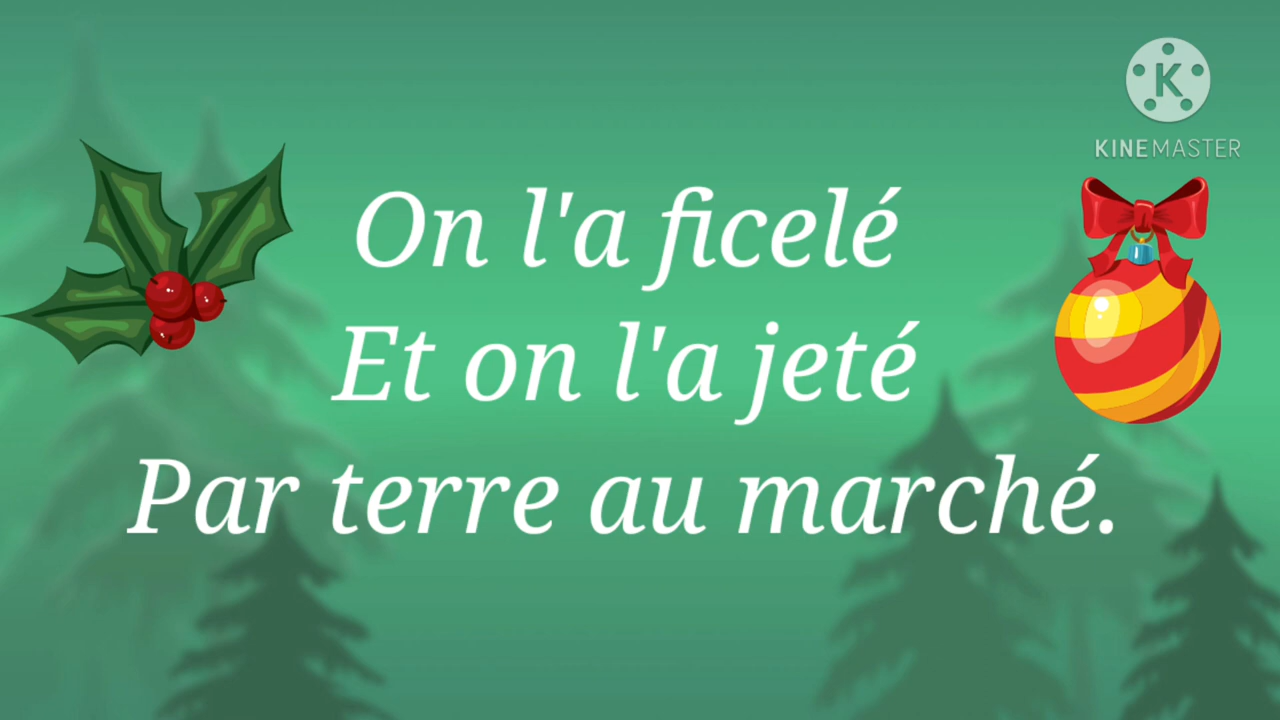 K
KINEMASTER
On l'a ficelé
Et on l'a jeté
Par terre au marché.